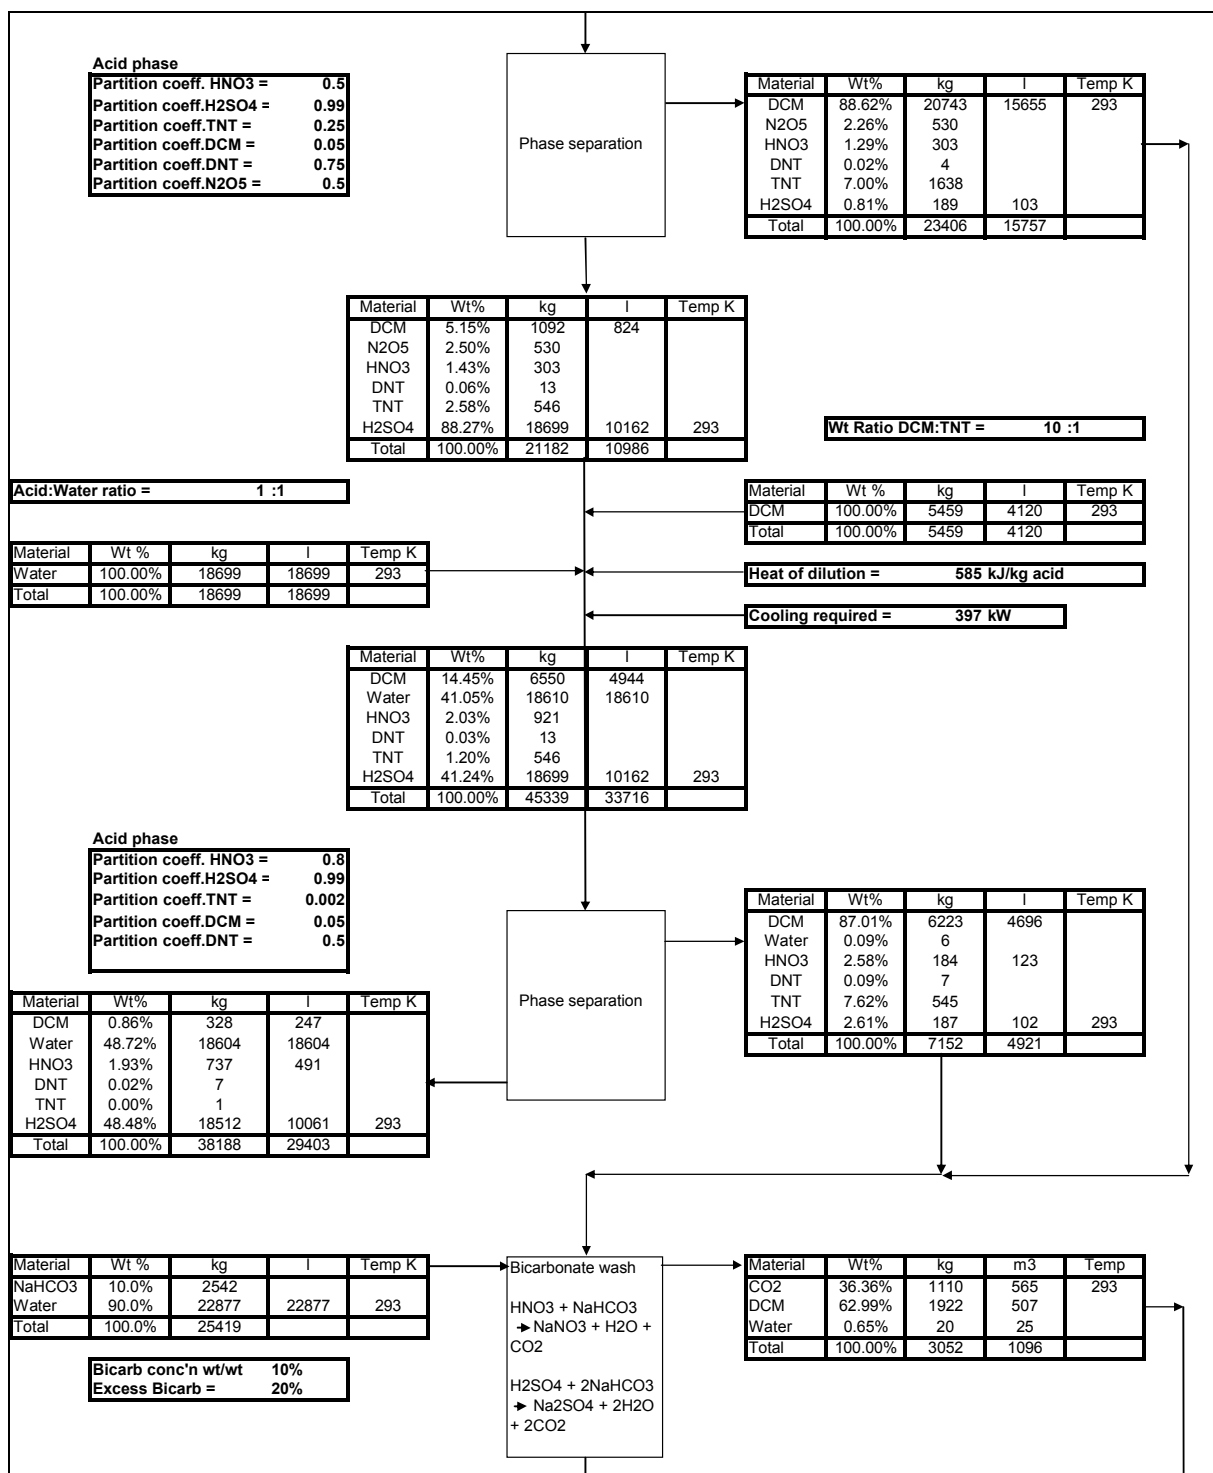 Acid phase
Partition coeff. HNO3 = 0.5
Partition coeff.H2SO4 = 0.99
Partition coeff.TNT = 0.25
Partition coeff.DCM = 0.05
Partition coeff.DNT = 0.75
Partition coeff.N2O5 = 0.5
Phase separation
Material Wt% kg l Temp K
DCM 88.62% 20743 15655 293
N2O5 2.26% 530
HNO3 1.29% 303
DNT 0.02% 4
TNT 7.00% 1638
H2SO4 0.81% 189 103
Total 100.00% 23406 15757
Material Wt% kg l Temp K
DCM 5.15% 1092 824
N2O5 2.50% 530
HNO3 1.43% 303
DNT 0.06% 13
TNT 2.58% 546
H2SO4 88.27% 18699 10162 293
Total 100.00% 21182 10986
Wt Ratio DCM:TNT = 10 :1
Acid:Water ratio = 1 :1
Material Wt % kg l Temp K
DCM 100.00% 5459 4120 293
Total 100.00% 5459 4120
Material Wt % kg l Temp K
Water 100.00% 18699 18699 293
Total 100.00% 18699 18699
Heat of dilution = 585 kJ/kg acid
Cooling required = 397 kW
Material Wt% kg l Temp K
DCM 14.45% 6550 4944
Water 41.05% 18610 18610
HNO3 2.03% 921
DNT 0.03% 13
TNT 1.20% 546
H2SO4 41.24% 18699 10162 293
Total 100.00% 45339 33716
Acid phase
Partition coeff. HNO3 = 0.8
Partition coeff.H2SO4 = 0.99
Partition coeff.TNT = 0.002
Partition coeff.DCM = 0.05
Partition coeff.DNT = 0.5
Phase separation
Material Wt% kg l Temp K
DCM 87.01% 6223 4696
Water 0.09% 6
HNO3 2.58% 184 123
DNT 0.09% 7
TNT 7.62% 545
H2SO4 2.61% 187 102 293
Total 100.00% 7152 4921
Material Wt% kg l Temp K
DCM 0.86% 328 247
Water 48.72% 18604 18604
HNO3 1.93% 737 491
DNT 0.02% 7
TNT 0.00% 1
H2SO4 48.48% 18512 10061 293
Total 100.00% 38188 29403
Material Wt % kg l Temp K
NaHCO3 10.0% 2542
Water 90.0% 22877 22877 293
Total 100.0% 25419
Bicarb conc'n wt/wt 10%
Excess Bicarb = 20%
Bicarbonate wash
HNO3 + NaHCO3
→ NaNO3 + H2O +
CO2
H2SO4 + 2NaHCO3
→ Na2SO4 + 2H2O
+ 2CO2
Material Wt% kg m3 Temp
CO2 36.36% 1110 565 293
DCM 62.99% 1922 507
Water 0.65% 20 25
Total 100.00% 3052 1096